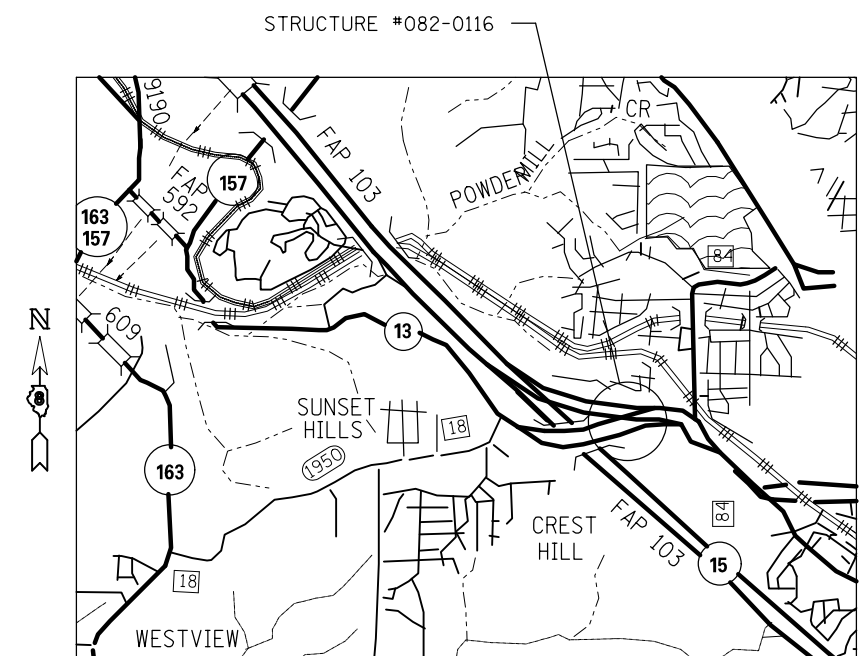 STRUCTURE #082-0116
9190
FAP 103
CR
POWDERMILL
FAP
592
157
163
157
84
N
8
609
13
SUNSET
HILLS
18
1950
163
CREST
HILL
FAP 103
84
15
18
WESTVIEW